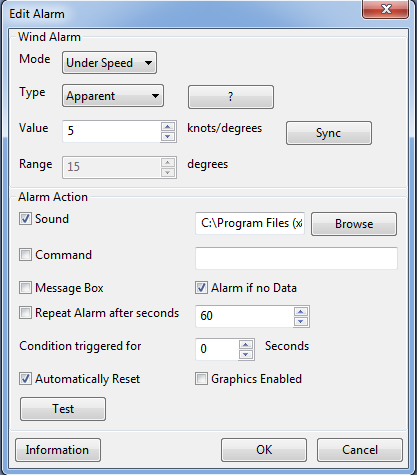 Edit Alarm
Wind Alarm
Mode Under Speed
Type Apparent ?
Value 5 knots/degrees Sync
Range 15 degrees
Alarm Action
Sound C:\Program Files (x Browse
Command
Message Box Alarm if no Data
Repeat Alarm after seconds 60
Condition triggered for 0 Seconds
Automatically Reset Graphics Enabled
Test
Information OK Cancel